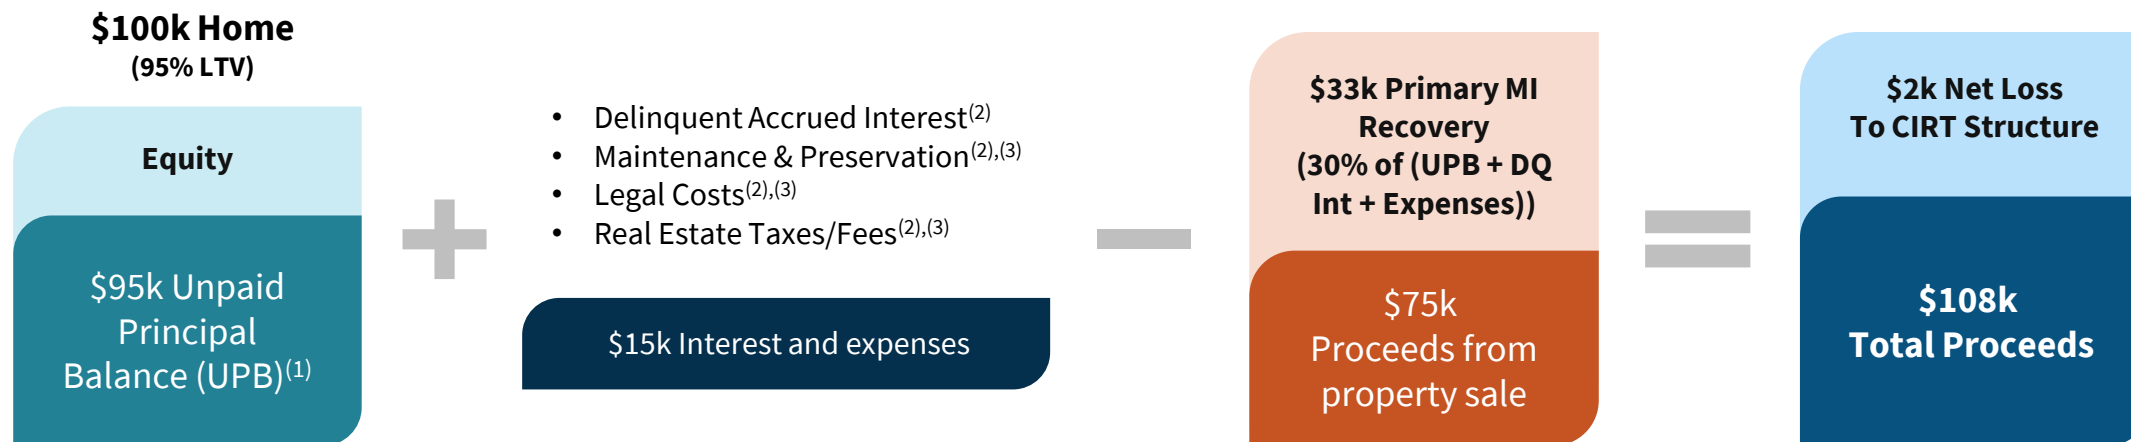 $100k Home
(95% LTV)
Equity
$95k Unpaid
Principal
Balance (UPB)(1)
• Delinquent Accrued Interest(2)
• Maintenance & Preservation(2),(3)
• Legal Costs(2),(3)
• Real Estate Taxes/Fees(2),(3)
$15k Interest and expenses
$33k Primary MI
Recovery
(30% of (UPB + DQ
Int + Expenses))
$75k
Proceeds from
property sale
$2k Net Loss
To CIRT Structure
$108k
Total Proceeds